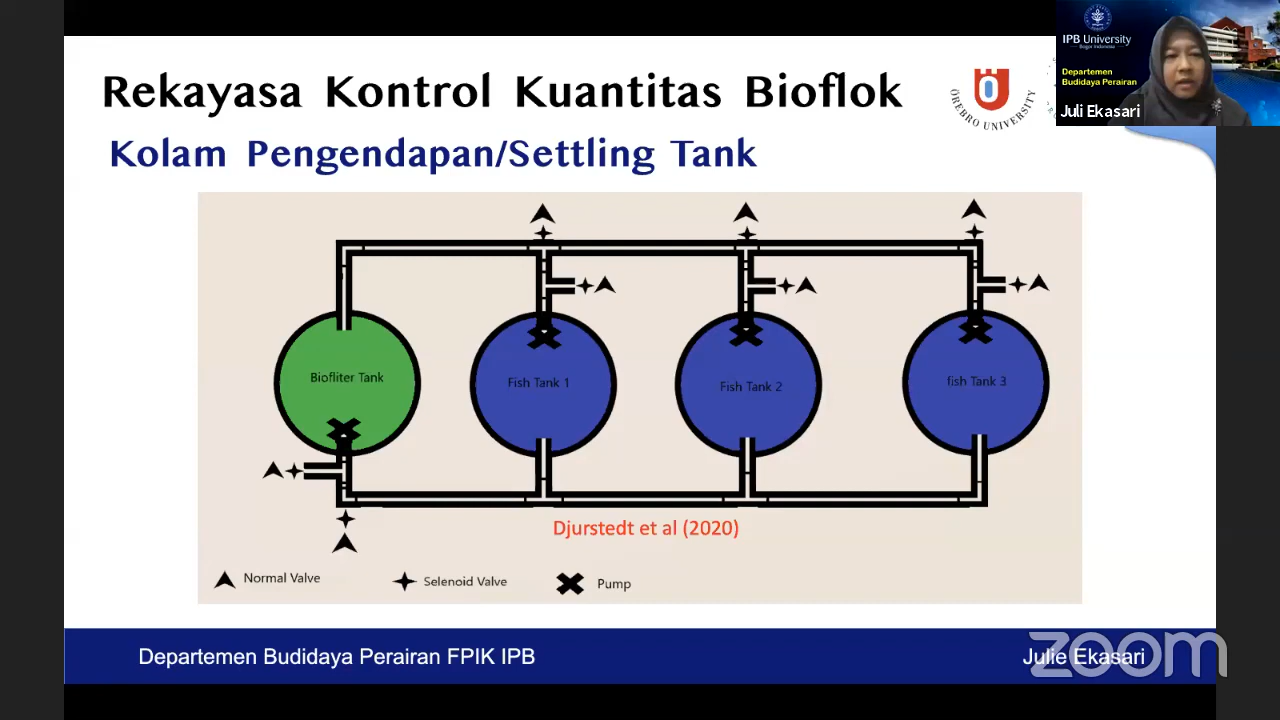 Rekayasa Kontrol Kuantitas Bioflok
Kolam Pengendapan/Settling Tank
ÖREBRO UNIVERSITY
IPB University
Bogor Indonesia
Departemen
Budidaya Perairan
Juli Ekasari
Biofliter Tank
Fish Tank 1
Fish Tank 2
fish Tank 3
Djurstedt et al (2020)
Normal Valve
Selenoid Valve
Pump
Departemen Budidaya Perairan FPIK IPB
Julie Ekasari
zoom